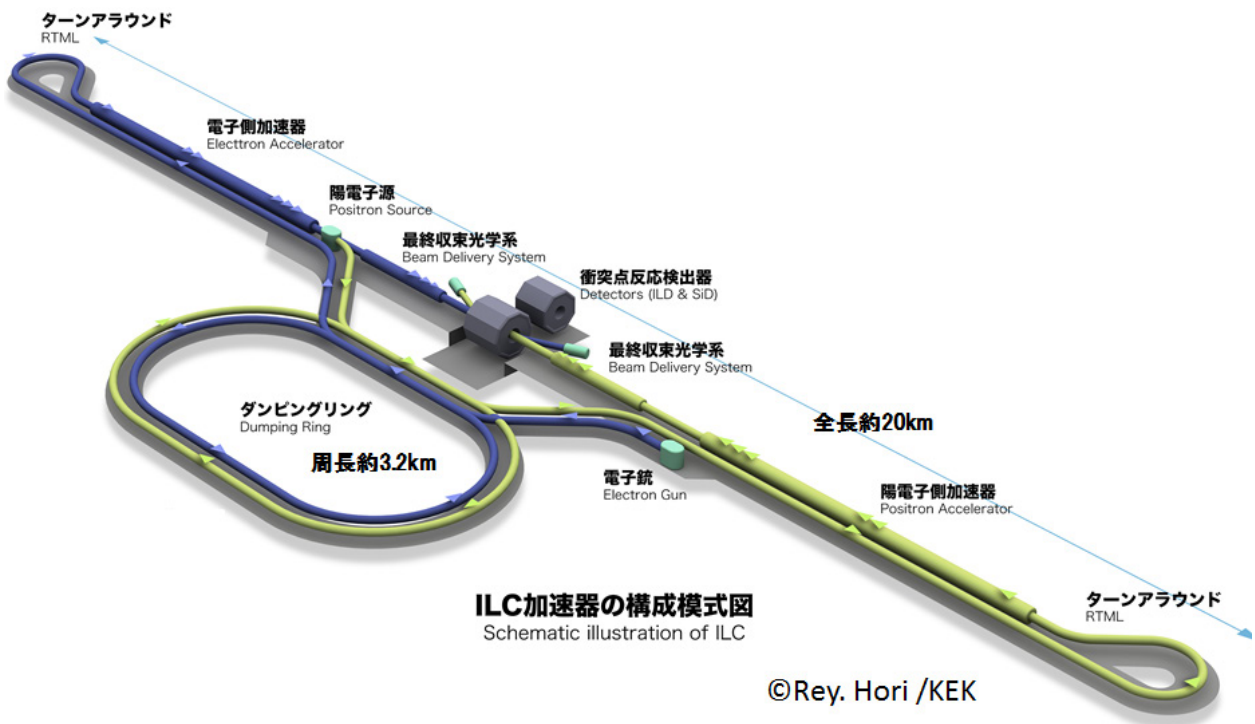 ターンアラウンド
RTML
電子側加速器
Electtron Accelerator
陽電子源
Positron Source
最終収束光学系
Beam Delivery System
衝突点反応検出器
Detectors (ILD & SiD)
最終収束光学系
Beam Delivery System
ダンピングリング
Dumping Ring
周長約3.2km
全長約20km
電子銃
Electron Gun
陽電子側加速器
Positron Accelerator
ターンアラウンド
RTML
ILC加速器の構成模式図
Schematic illustration of ILC
©Rey. Hori /KEK